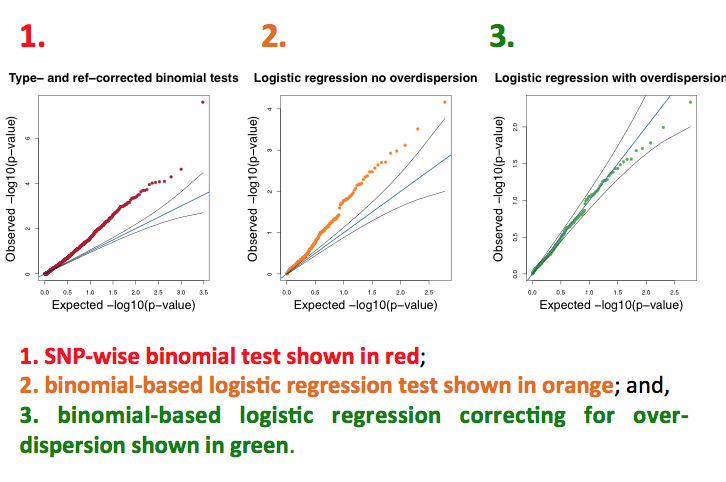 1.
2.
3.
Type– and ref–corrected binomial tests
Logistic regression no overdispersion
Logistic regression with overdispersion
Observed −log10(p−value)
0
2
4
6
0.0 0.5 1.0 1.5 2.0 2.5 3.0 3.5
Expected −log10(p−value)
Observed −log10(p−value)
0
1
2
3
4
0.0 0.5 1.0 1.5 2.0 2.5
Expected −log10(p−value)
Observed −log10(p−value)
0.0
0.5
1.0
1.5
2.0
0.0 0.5 1.0 1.5 2.0 2.5
Expected −log10(p−value)
1. SNP-wise binomial test shown in red;
2. binomial-based logistic regression test shown in orange; and,
3. binomial-based logistic regression correcting for over-
dispersion shown in green.